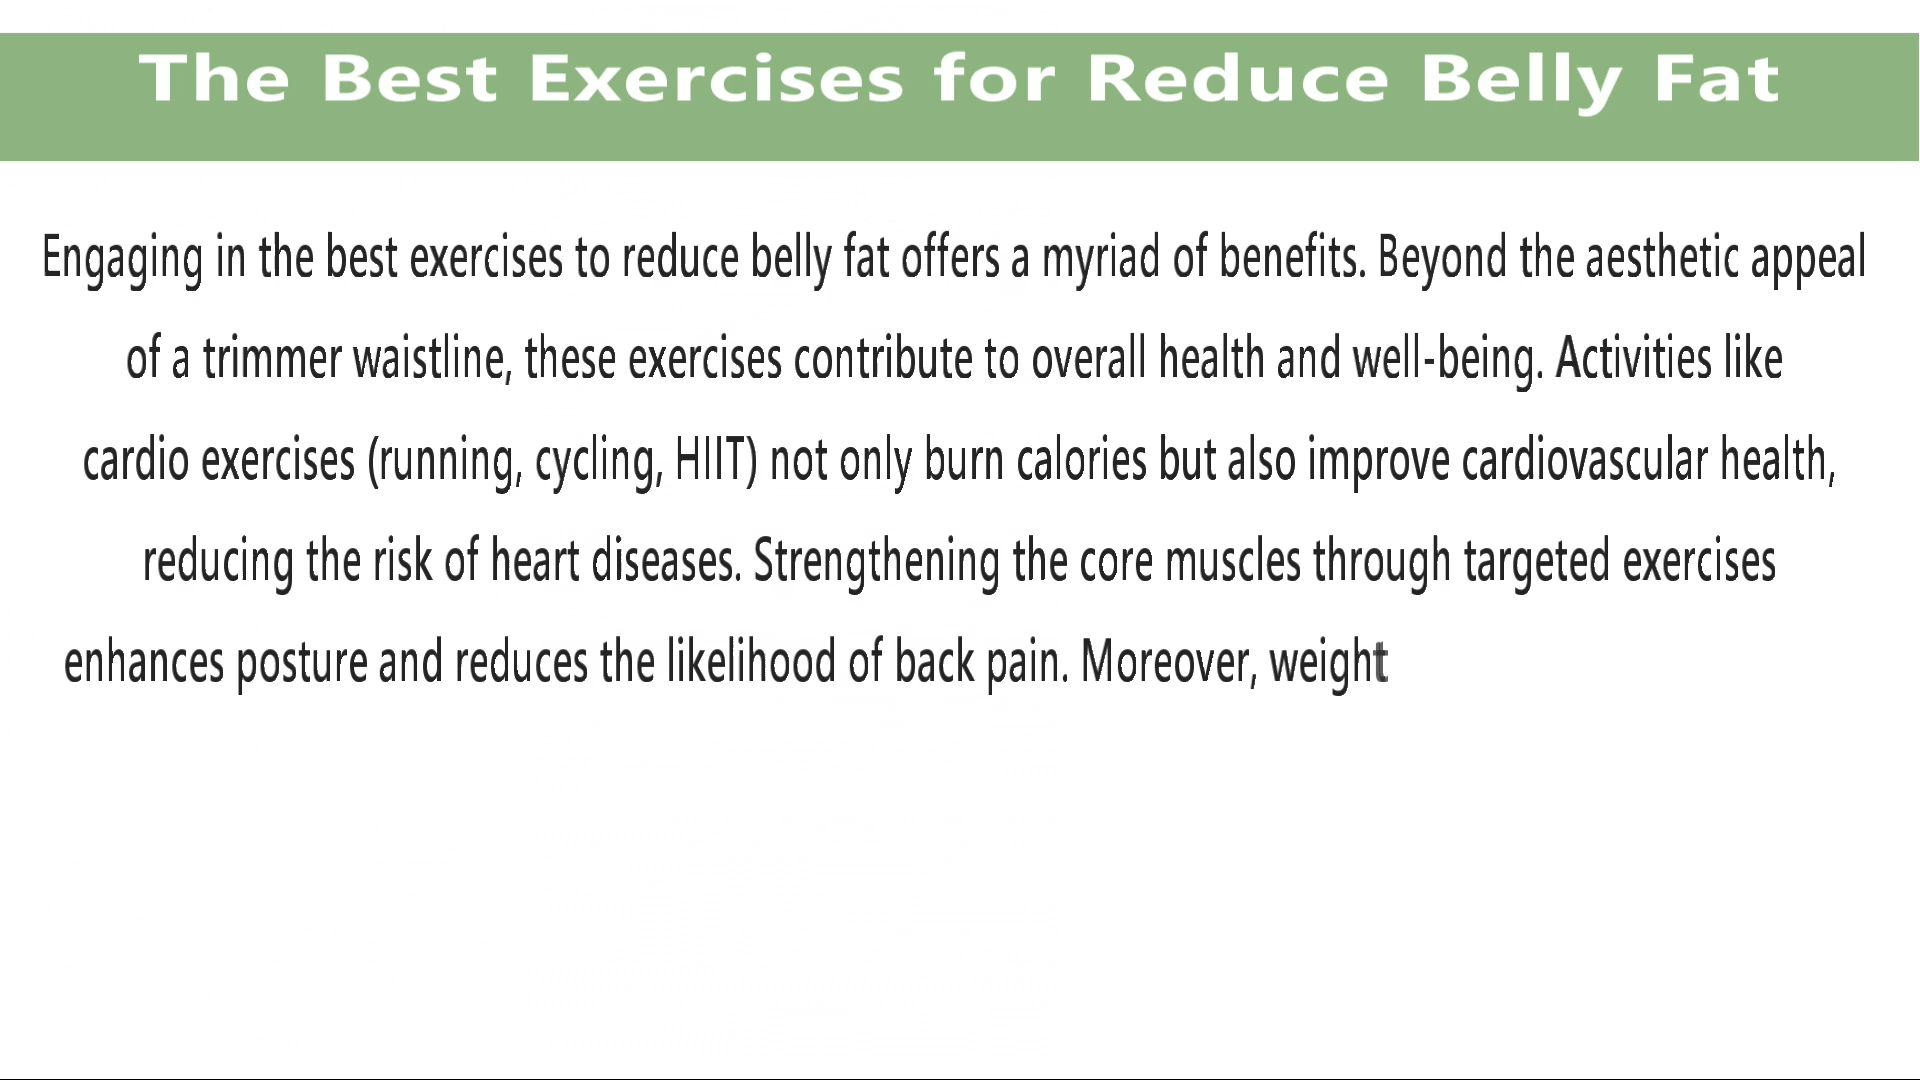 The Best Exercises for Reduce Belly Fat
Engaging in the best exercises to reduce belly fat offers a myriad of benefits. Beyond the aesthetic appeal
of a trimmer waistline, these exercises contribute to overall health and well-being. Activities like
cardio exercises (running, cycling, HIIT) not only burn calories but also improve cardiovascular health,
reducing the risk of heart diseases. Strengthening the core muscles through targeted exercises
enhances posture and reduces the likelihood of back pain. Moreover, weight